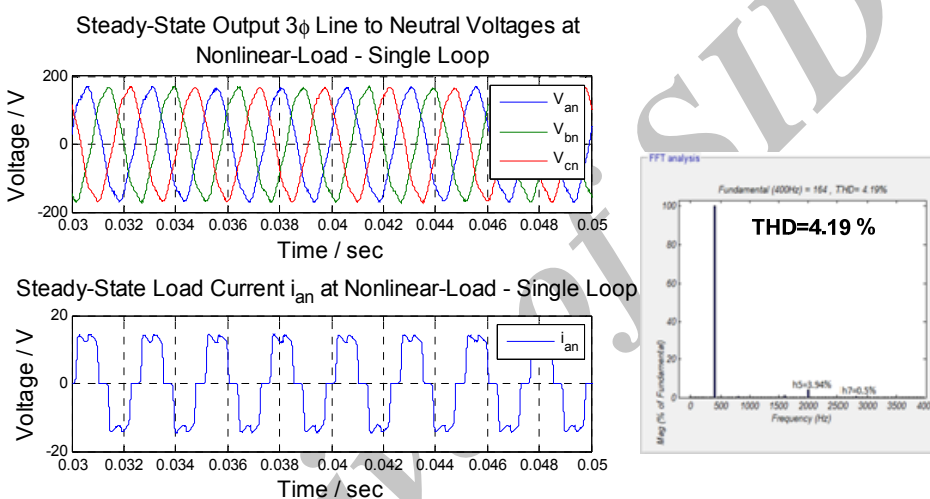 Steady-State Output 3ϕ Line to Neutral Voltages at
Nonlinear-Load - Single Loop
Voltage / V
200
0
-200
V_an
V_bn
V_cn
0.03 0.032 0.034 0.036 0.038 0.04 0.042 0.044 0.046 0.048 0.05
Time / sec
Steady-State Load Current i_an at Nonlinear-Load - Single Loop
Voltage / V
20
0
-20
i_an
0.03 0.032 0.034 0.036 0.038 0.04 0.042 0.044 0.046 0.048 0.05
Time / sec
FFT analysis
Fundamental (400Hz) = 164 , THD= 4.19%
THD=4.19 %
Mag (% of Fundamental)
100
80
60
40
20
0
h5=3.94%
h7=0.5%
0 500 1000 1500 2000 2500 3000 3500 400
Frequency (Hz)
SID
iv
of